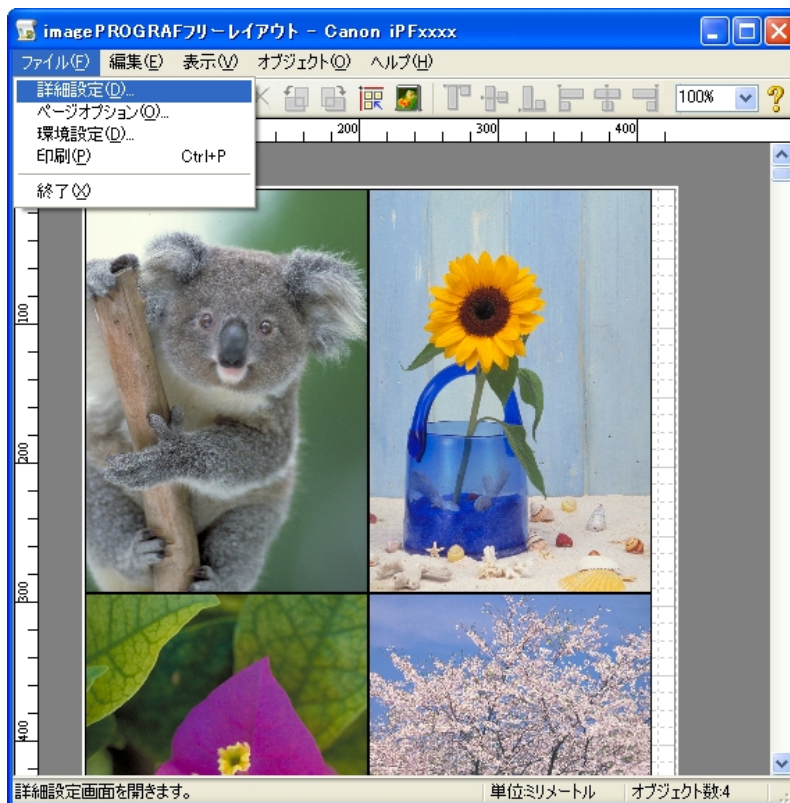 imagePROGRAFフリーレイアウト - Canon iPFxxxx
ファイル(F) 編集(E) 表示(V) オブジェクト(O) ヘルプ(H)
100%
詳細設定(D)...
ページオプション(O)...
環境設定(D)...
印刷(P) Ctrl+P
終了(X)
200 300 400
100
200
300
400
詳細設定画面を開きます。 単位:ミリメートル オブジェクト数:4